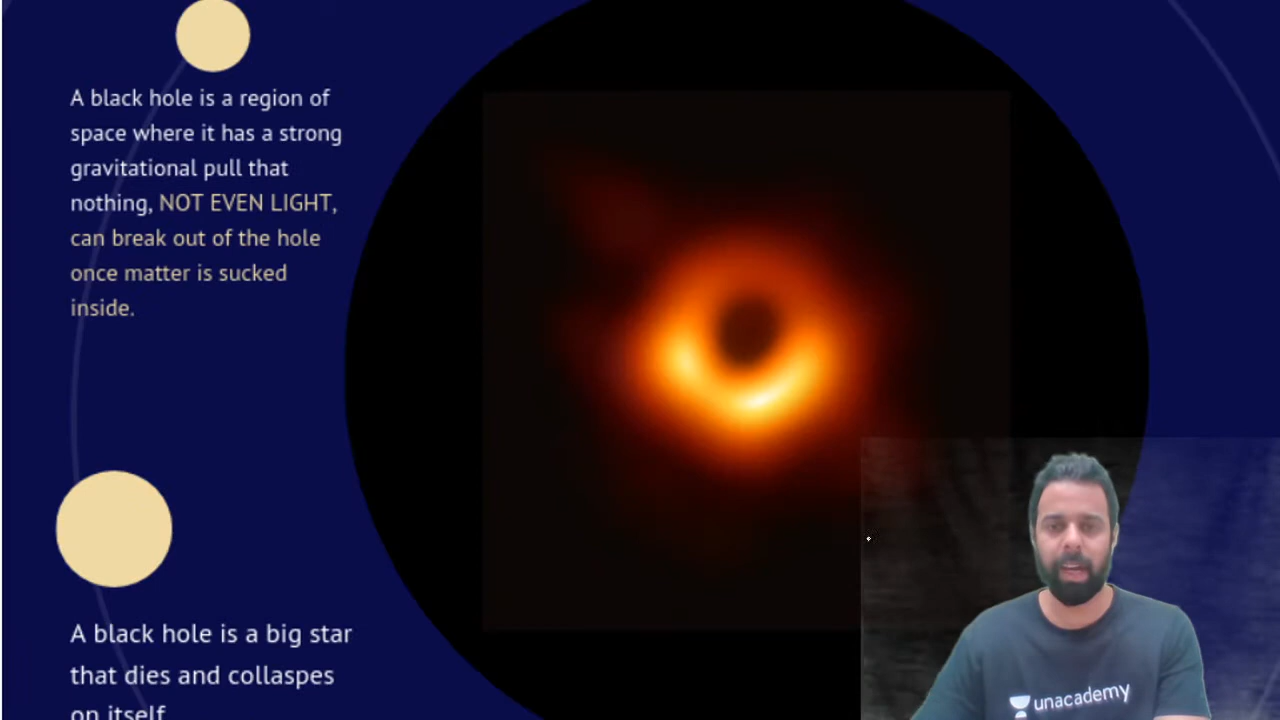 A black hole is a region of
space where it has a strong
gravitational pull that
nothing, NOT EVEN LIGHT,
can break out of the hole
once matter is sucked
inside.
A black hole is a big star
that dies and collaspes
on itself
unacademy